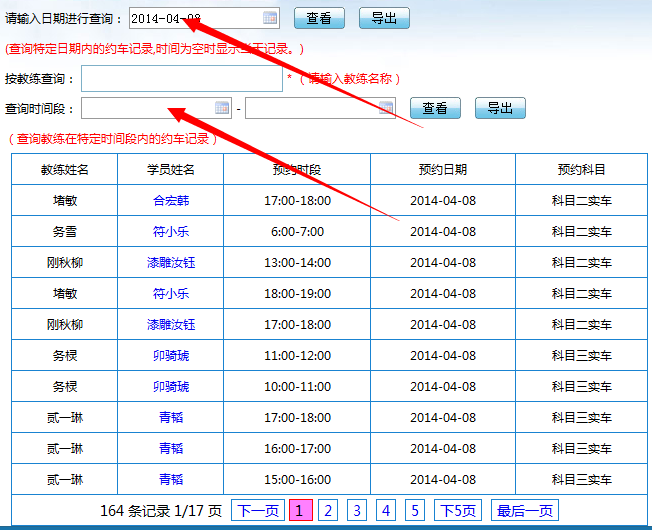 请输入日期进行查询： 2014-04-08 查看 导出
(查询特定日期内的约车记录,时间为空时显示当天记录。)
按教练查询： *（请输入教练名称）
查询时间段： - 查看 导出
（查询教练在特定时间段内的约车记录）
教练姓名 学员姓名 预约时段 预约日期 预约科目
堵敏 合宏韩 17:00-18:00 2014-04-08 科目二实车
务雪 符小乐 6:00-7:00 2014-04-08 科目二实车
刚秋柳 漆雕汝钰 13:00-14:00 2014-04-08 科目二实车
堵敏 符小乐 18:00-19:00 2014-04-08 科目二实车
刚秋柳 漆雕汝钰 17:00-18:00 2014-04-08 科目二实车
务棂 卯骑琥 11:00-12:00 2014-04-08 科目三实车
务棂 卯骑琥 10:00-11:00 2014-04-08 科目三实车
贰一琳 青韬 17:00-18:00 2014-04-08 科目三实车
贰一琳 青韬 16:00-17:00 2014-04-08 科目三实车
贰一琳 青韬 15:00-16:00 2014-04-08 科目三实车
164 条记录 1/17 页 下一页 1 2 3 4 5 下5页 最后一页